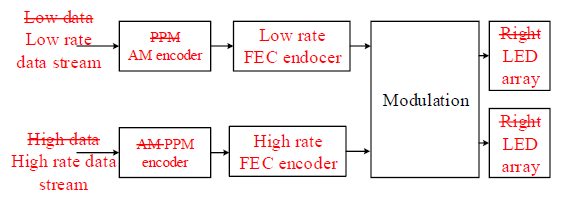 Low data
Low rate
data stream
PPM
AM encoder
Low rate
FEC endocer
Modulation
Right
LED
array
High data
High rate data
stream
AM PPM
encoder
High rate
FEC encoder
Right
LED
array